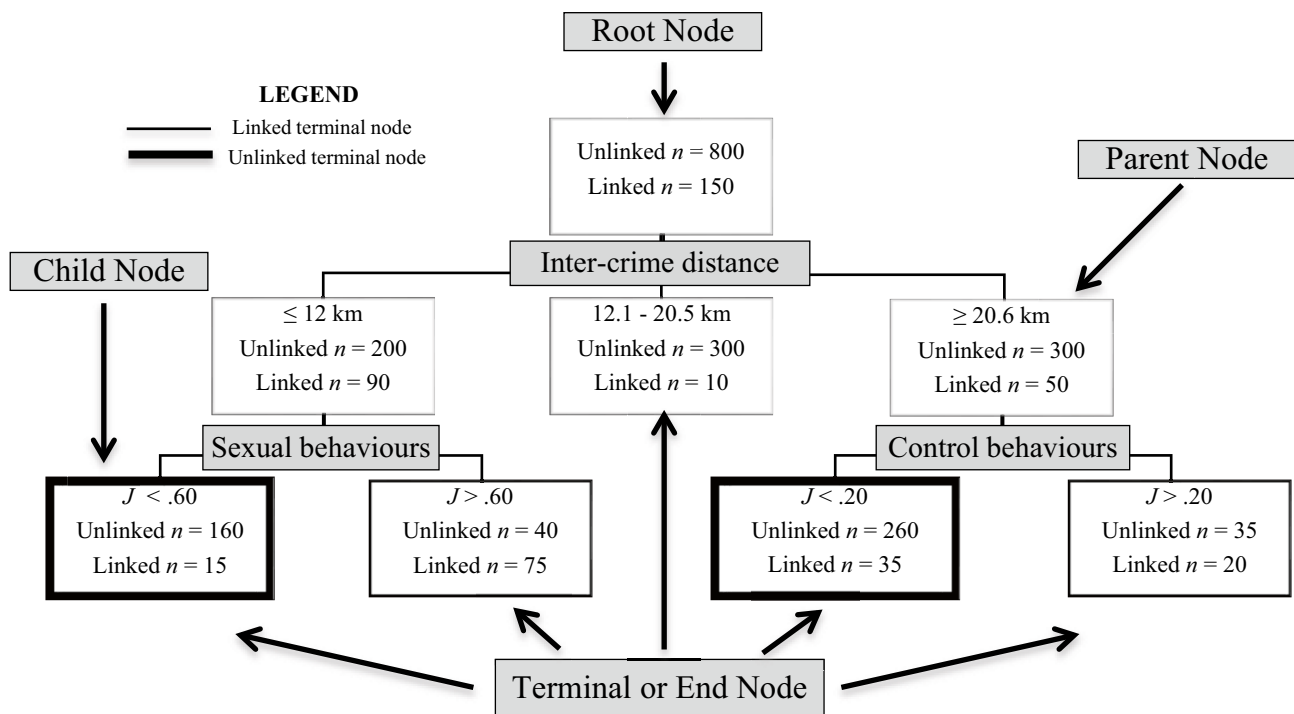 Root Node
LEGEND
Linked terminal node
Unlinked terminal node
Unlinked n = 800
Linked n = 150
Parent Node
Child Node
Inter-crime distance
≤ 12 km
Unlinked n = 200
Linked n = 90
12.1 - 20.5 km
Unlinked n = 300
Linked n = 10
≥ 20.6 km
Unlinked n = 300
Linked n = 50
Sexual behaviours
Control behaviours
J < .60
Unlinked n = 160
Linked n = 15
J > .60
Unlinked n = 40
Linked n = 75
J < .20
Unlinked n = 260
Linked n = 35
J > .20
Unlinked n = 35
Linked n = 20
Terminal or End Node